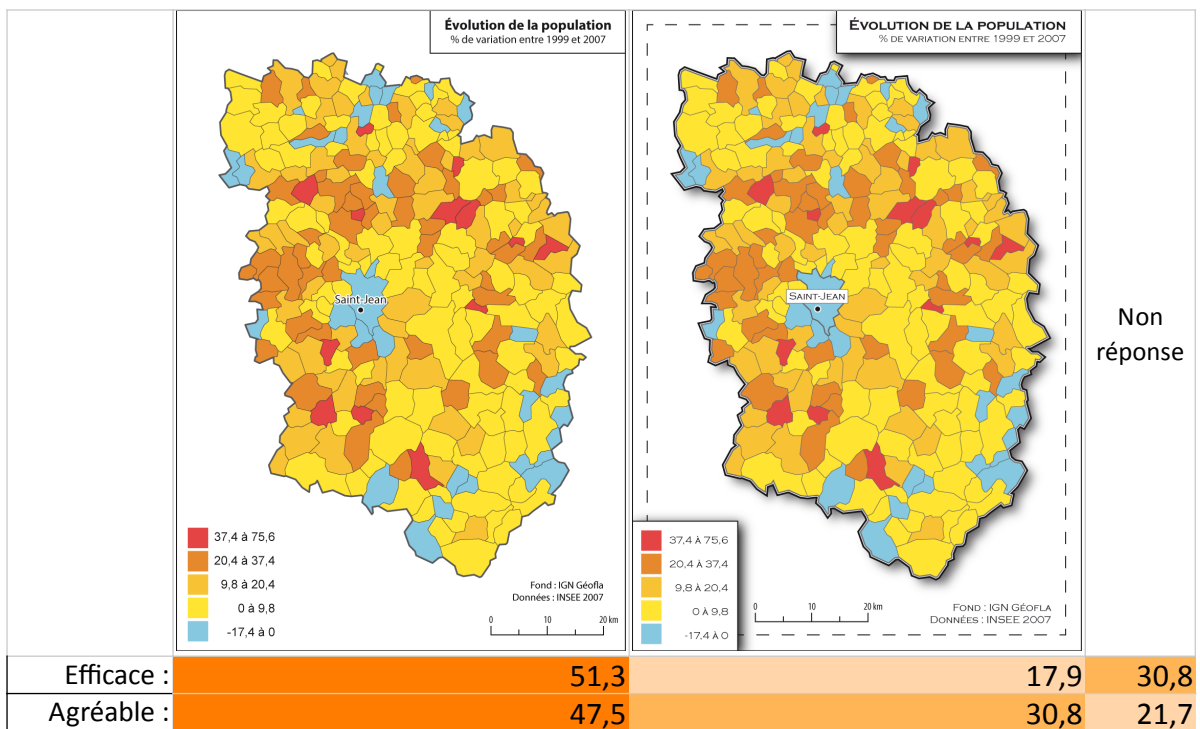 Évolution de la population
% de variation entre 1999 et 2007
Saint-Jean
37,4 à 75,6
20,4 à 37,4
9,8 à 20,4
0 à 9,8
-17,4 à 0
Fond : IGN Géofla
Données : INSEE 2007
0 10 20 km
ÉVOLUTION DE LA POPULATION
% DE VARIATION ENTRE 1999 ET 2007
SAINT-JEAN
37,4 À 75,6
20,4 À 37,4
9,8 À 20,4
0 À 9,8
-17,4 À 0
0 10 20 km
FOND : IGN GÉOFLA
DONNÉES : INSEE 2007
Non
réponse
Efficace : 51,3 17,9 30,8
Agréable : 47,5 30,8 21,7